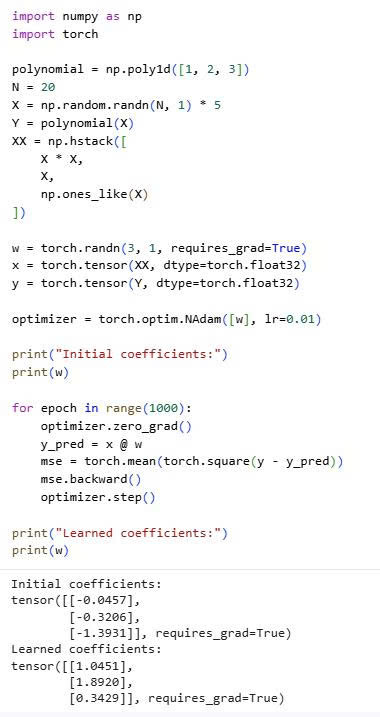 import numpy as np
import torch

polynomial = np.poly1d([1, 2, 3])
N = 20
X = np.random.randn(N, 1) * 5
Y = polynomial(X)
XX = np.hstack([
    X * X,
    X,
    np.ones_like(X)
])

w = torch.randn(3, 1, requires_grad=True)
x = torch.tensor(XX, dtype=torch.float32)
y = torch.tensor(Y, dtype=torch.float32)

optimizer = torch.optim.NAdam([w], lr=0.01)

print("Initial coefficients:")
print(w)

for epoch in range(1000):
    optimizer.zero_grad()
    y_pred = x @ w
    mse = torch.mean(torch.square(y - y_pred))
    mse.backward()
    optimizer.step()

print("Learned coefficients:")
print(w)

Initial coefficients:
tensor([[-0.0457],
        [-0.3206],
        [-1.3931]], requires_grad=True)
Learned coefficients:
tensor([[1.0451],
        [1.8920],
        [0.3429]], requires_grad=True)